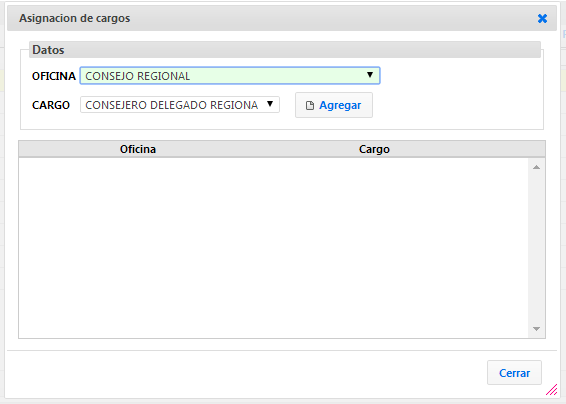 Asignacion de cargos
Datos
OFICINA CONSEJO REGIONAL
CARGO CONSEJERO DELEGADO REGIONA Agregar
Oficina Cargo
Cerrar